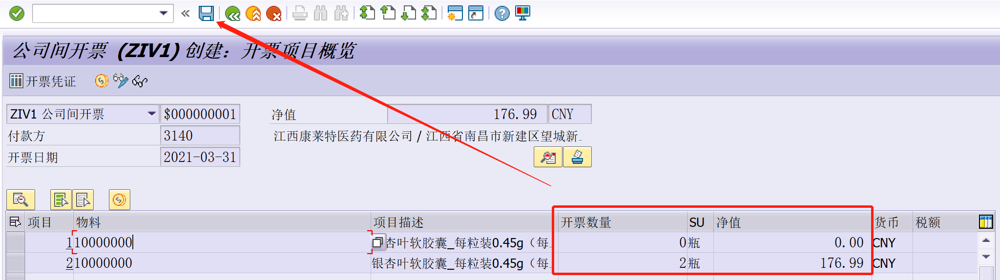 公司间开票 (ZIV1) 创建：开票项目概览
开票凭证
ZIV1 公司间开票 $000000001 净值 176.99 CNY
付款方 3140 江西康莱特医药有限公司 / 江西省南昌市新建区望城新..
开票日期 2021-03-31
项目 物料 项目描述 开票数量 SU 净值 货币 税额
1 10000000 杏叶软胶囊_每粒装0.45g（每.. 0 瓶 0.00 CNY
2 10000000 银杏叶软胶囊_每粒装0.45g（每.. 2 瓶 176.99 CNY